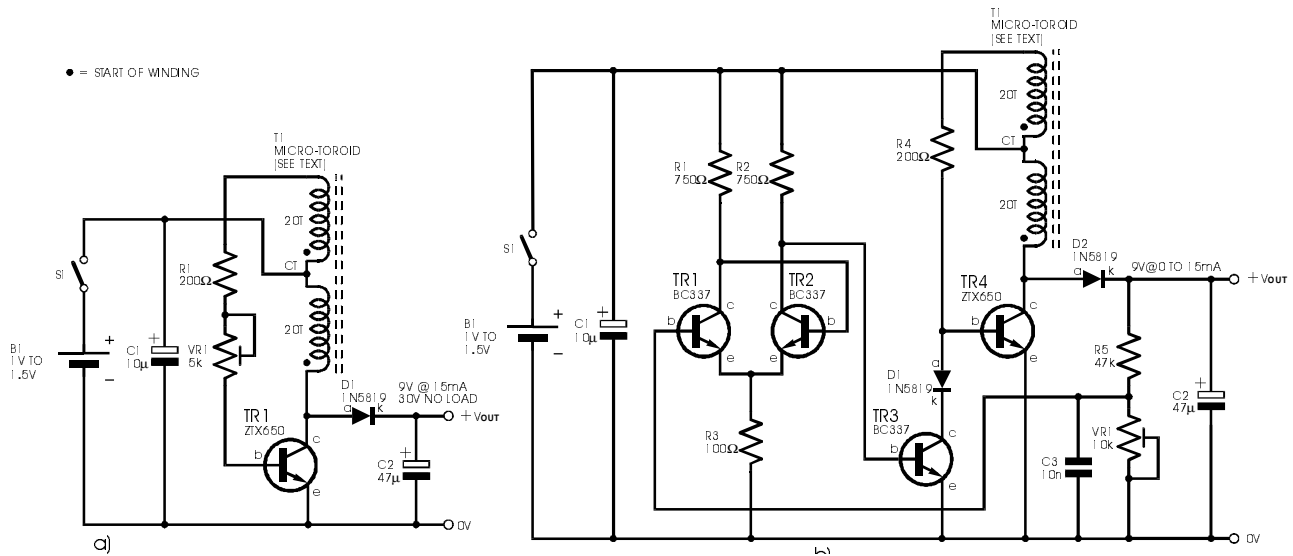 ● = START OF WINDING
T1
MICRO-TOROID
(SEE TEXT)
20T
CT
20T
S1
R1
200Ω
VR1
5k
B1
1V TO
1.5V
+
–
+
C1
10µ
TR1
ZTX650
b
c
e
D1
1N5819
a
k
9V @ 15mA
30V NO LOAD
+VOUT
+
C2
47µ
0V
a)
T1
MICRO-TOROID
(SEE TEXT)
20T
CT
20T
S1
B1
1V TO
1.5V
+
–
+
C1
10µ
R1
750Ω
R2
750Ω
R4
200Ω
TR1
BC337
b
c
e
TR2
BC337
c
b
e
R3
100Ω
D1
1N5819
a
k
TR3
BC337
b
c
e
TR4
ZTX650
b
c
e
D2
1N5819
a
k
9V@0 TO 15mA
+VOUT
R5
47k
VR1
10k
C3
10n
+
C2
47µ
0V
b)